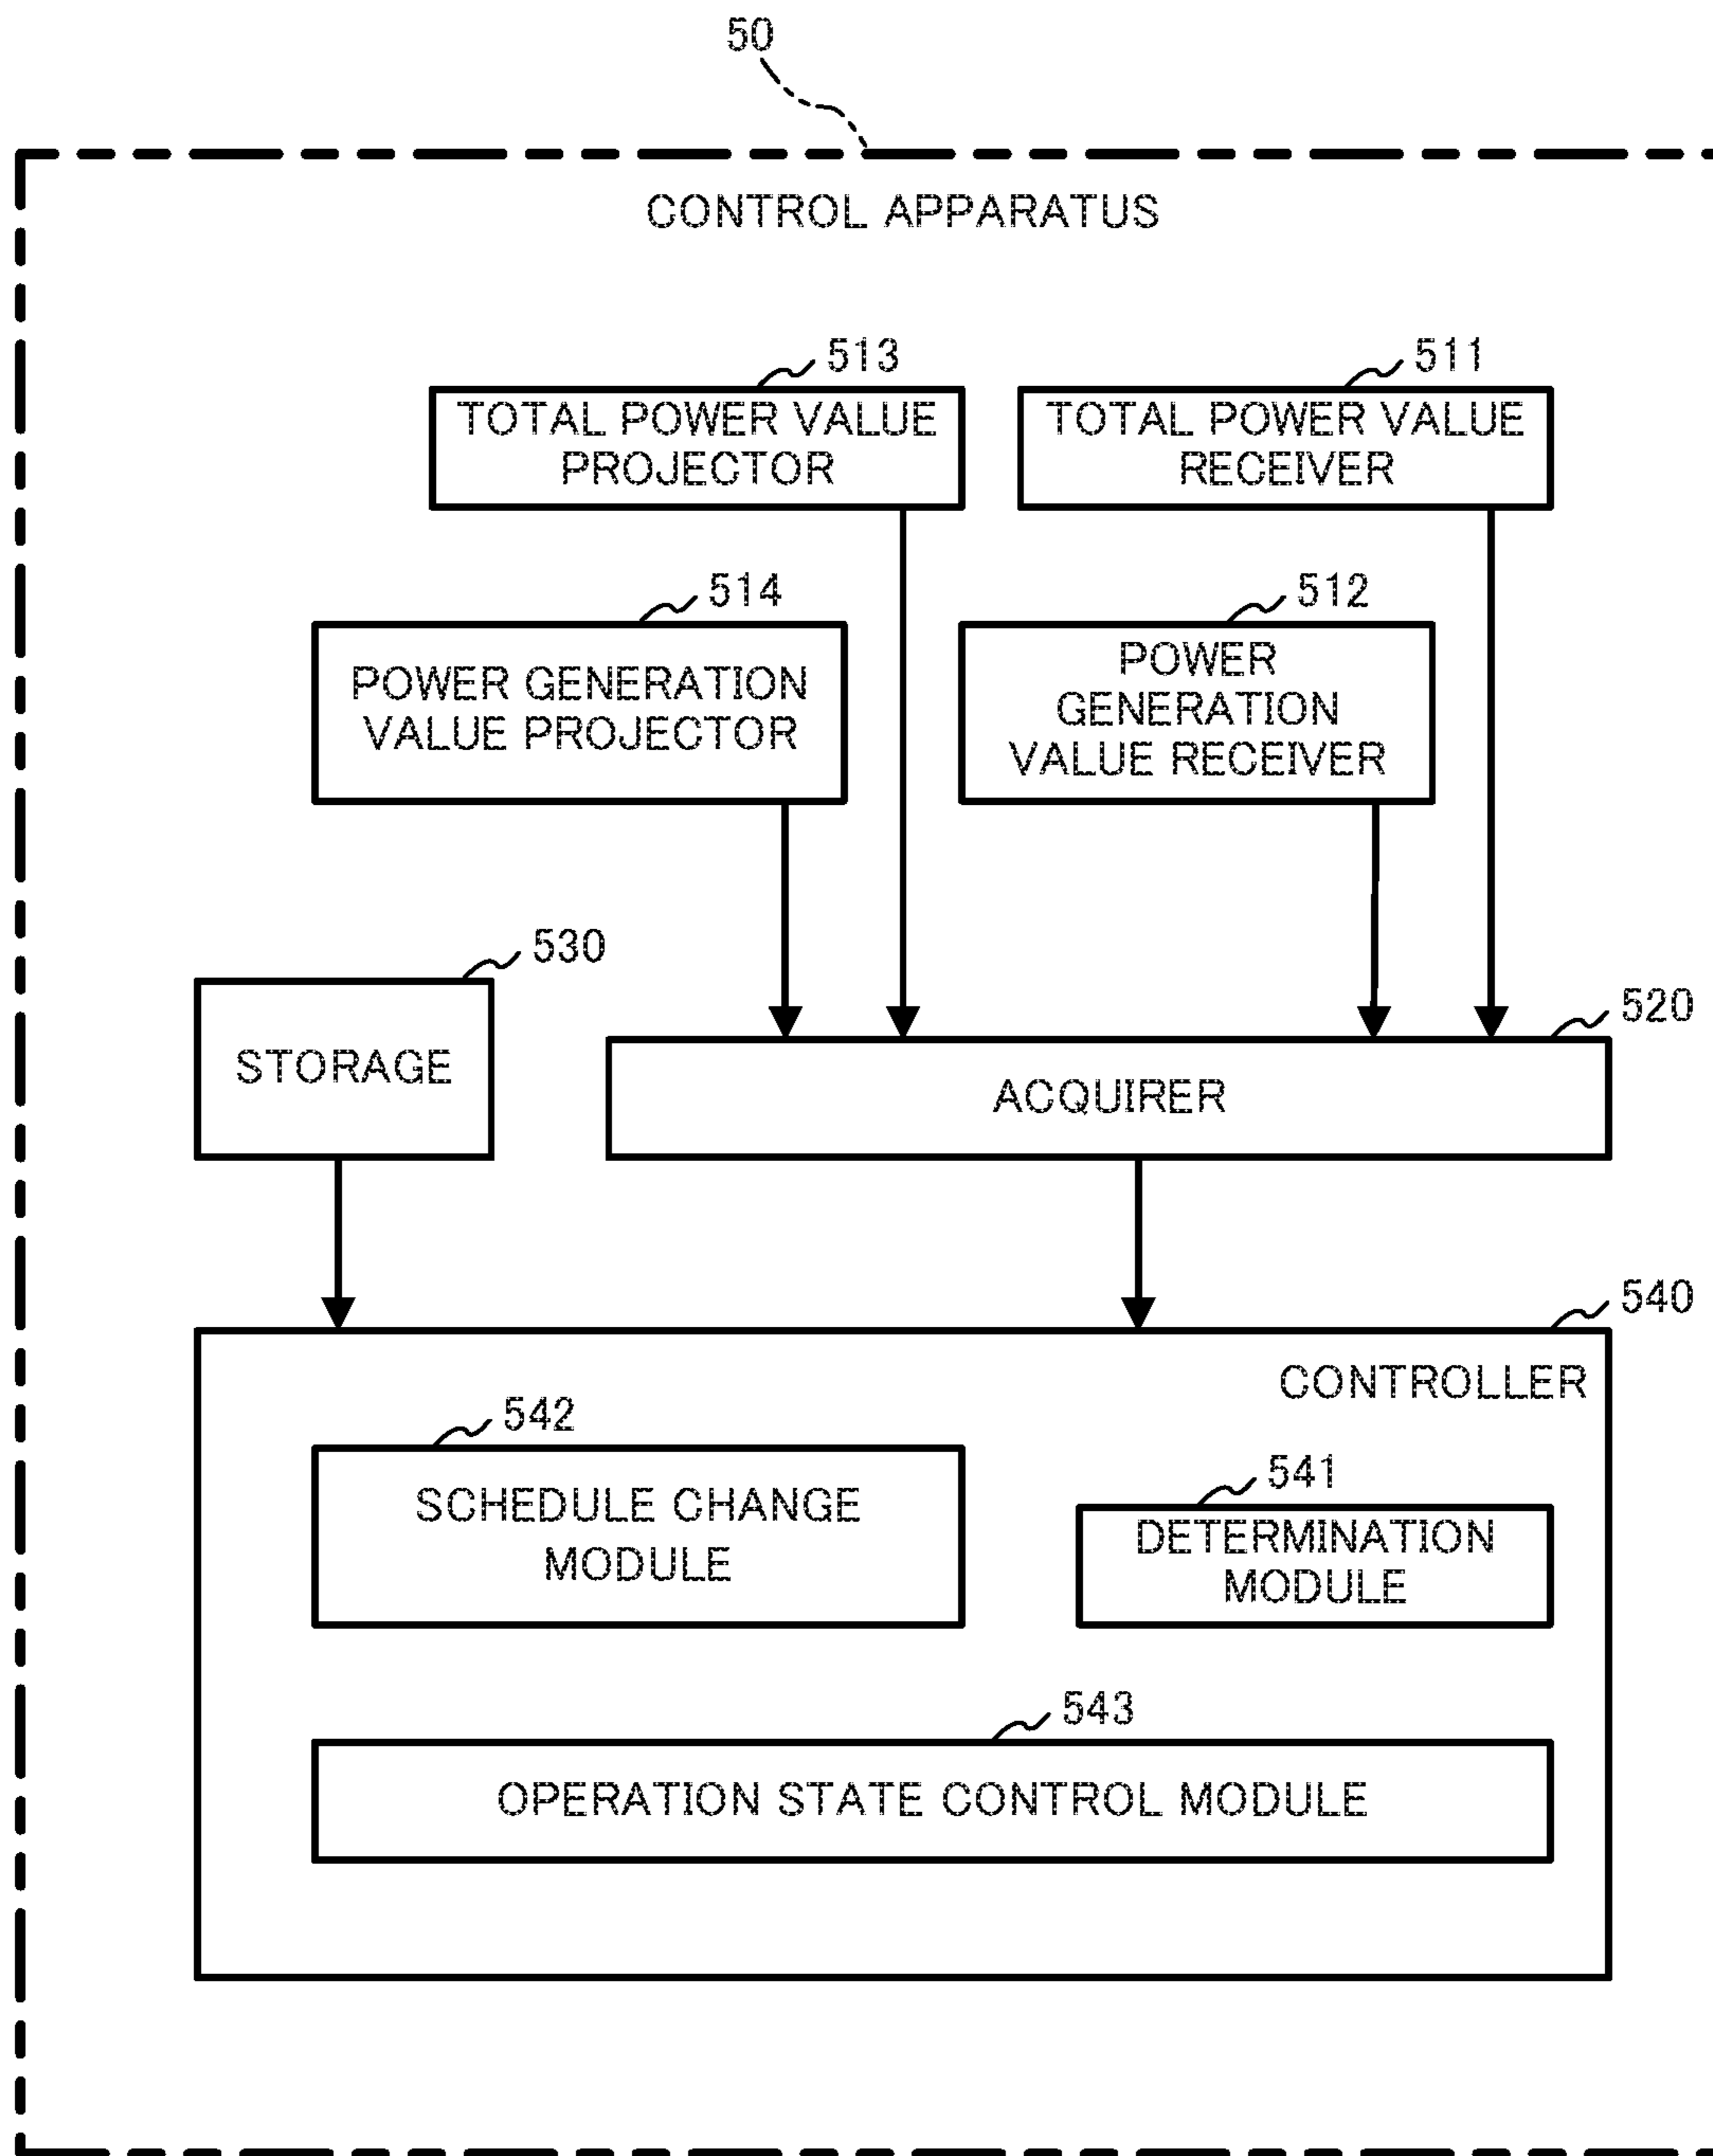 50
CONTROL APPARATUS
513
511
TOTAL POWER VALUE
PROJECTOR
TOTAL POWER VALUE
RECEIVER
514
512
POWER GENERATION
VALUE PROJECTOR
POWER
GENERATION
VALUE RECEIVER
530
520
STORAGE
ACQUIRER
540
CONTROLLER
542
541
SCHEDULE CHANGE
MODULE
DETERMINATION
MODULE
543
OPERATION STATE CONTROL MODULE